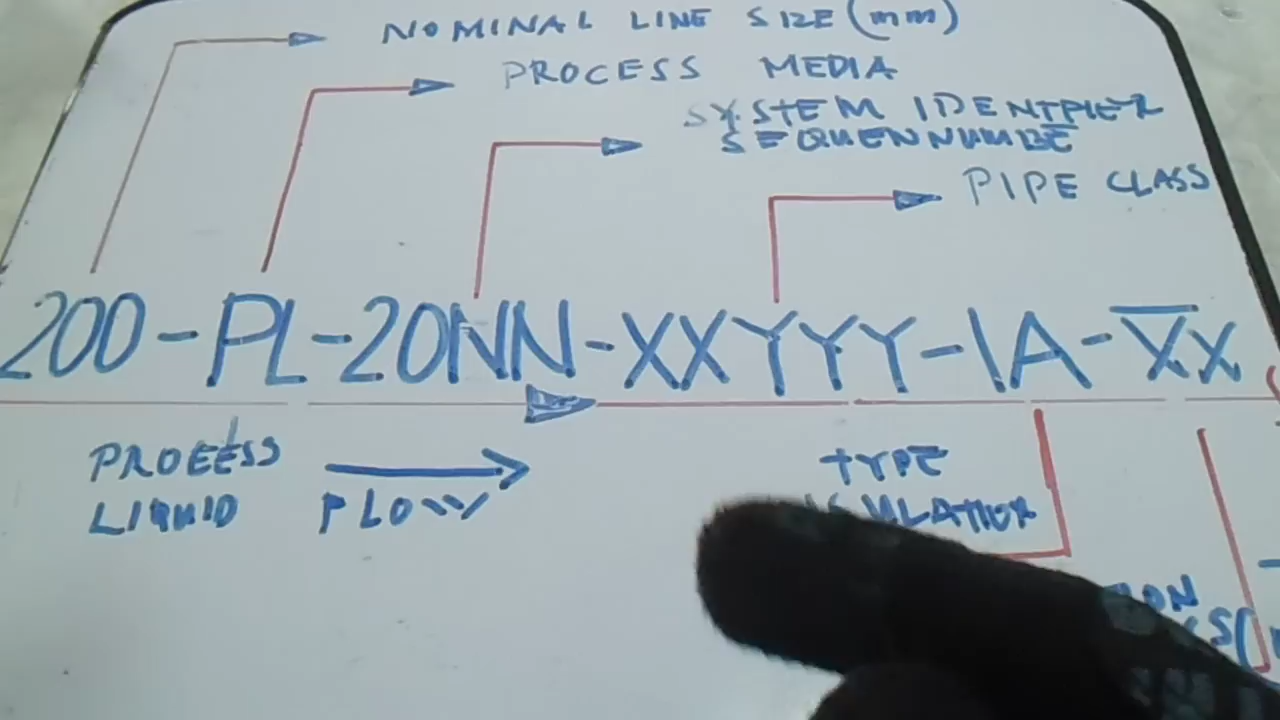 NOMINAL LINE SIZE (mm)
PROCESS MEDIA
SYSTEM IDENTIFIER
SEQUENNUMBE
PIPE CLASS
200-PL-20NN-XXYYY-1A-XX
PROCESS
LIQUID
FLOW
TYPE